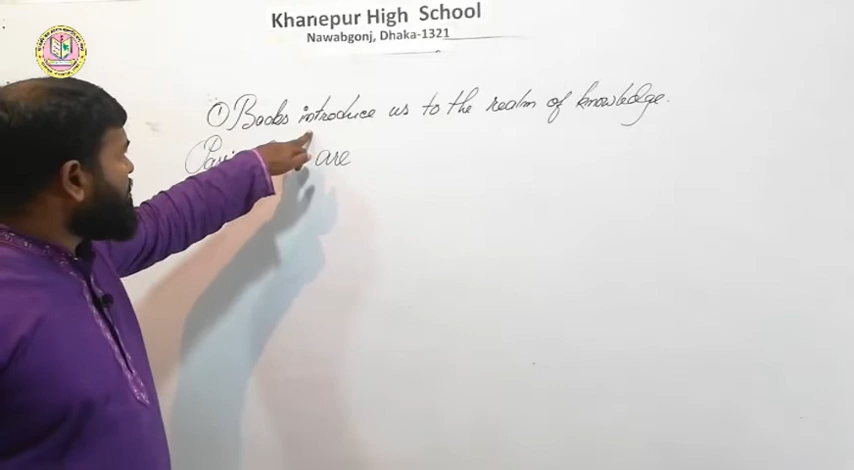 Khanepur High School
Nawabgonj, Dhaka-1321
① Books introduce us to the realm of knowledge.
are